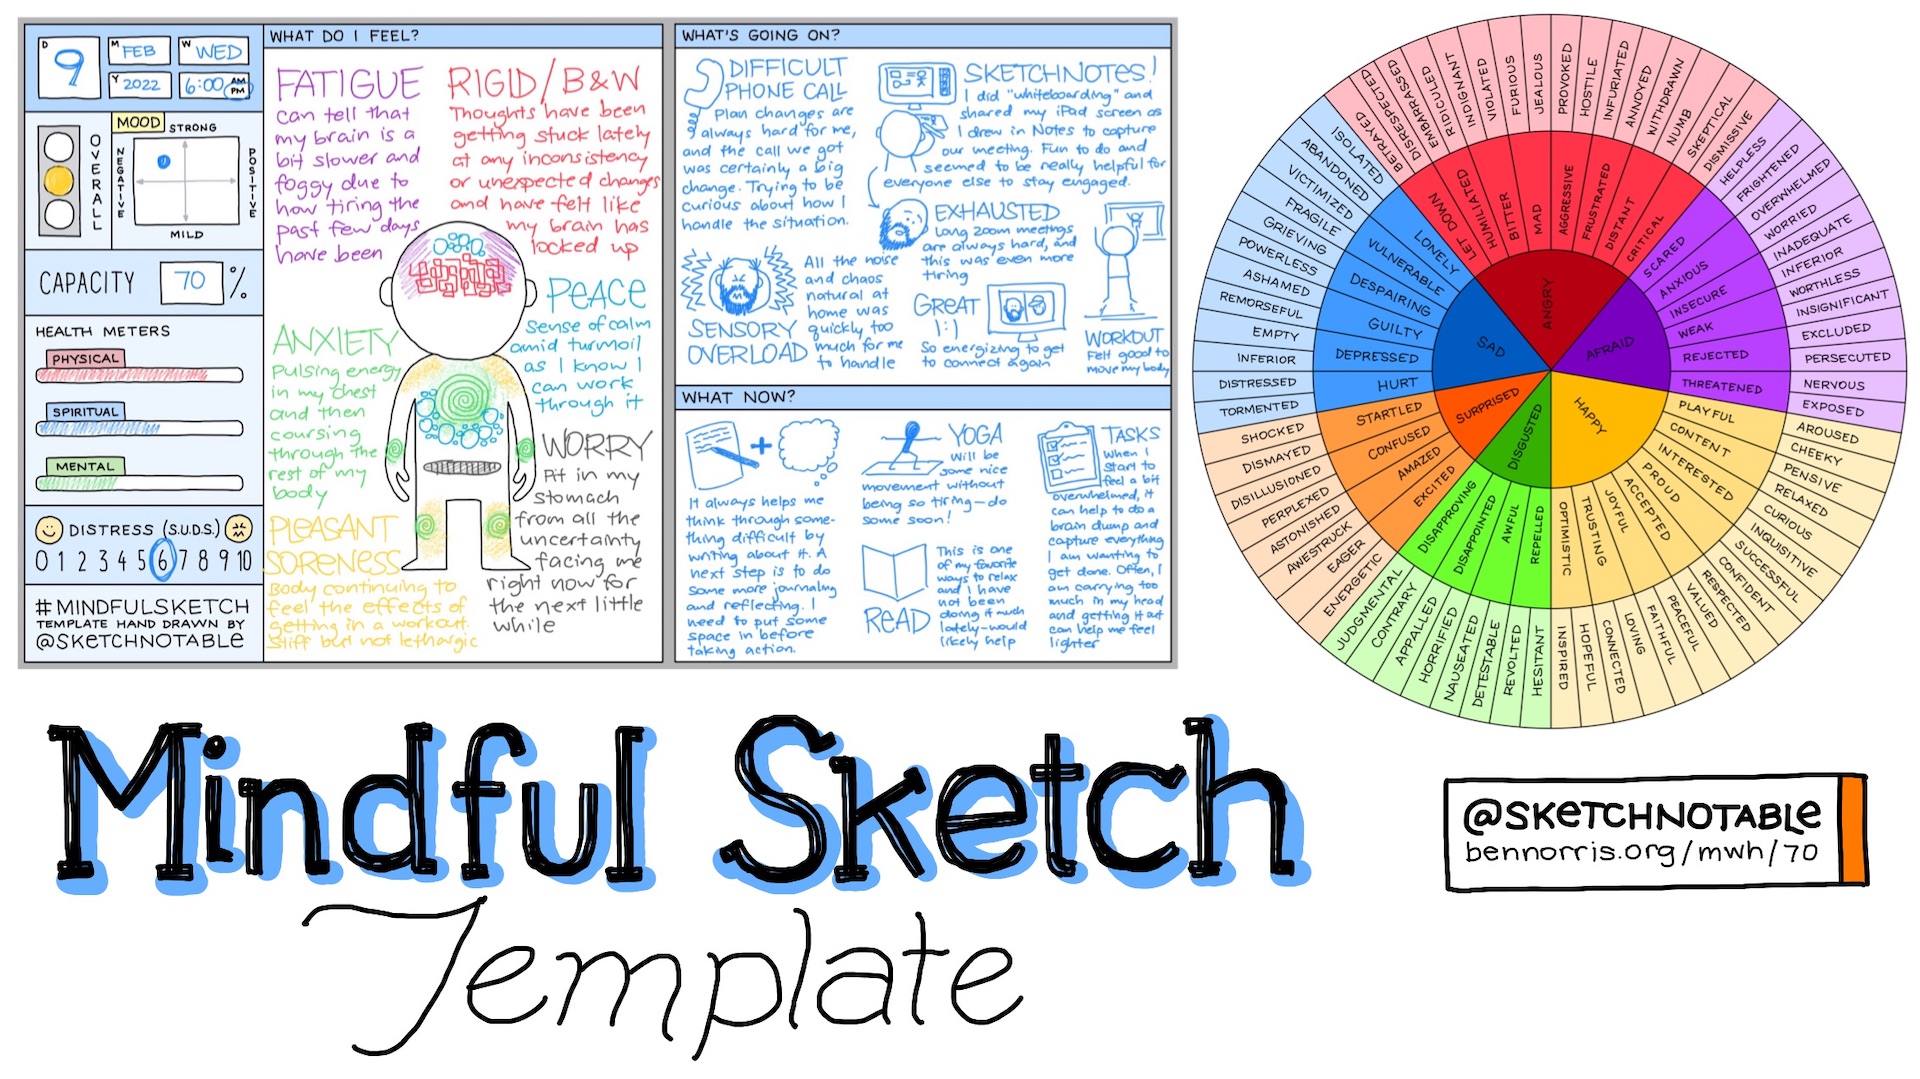 D
9
M
FEB
W
WED
Y
2022
6:00
AM
PM
OVERALL
MOOD
STRONG
NEGATIVE
POSITIVE
MILD
CAPACITY
70
%
HEALTH METERS
PHYSICAL
SPIRITUAL
MENTAL
DISTRESS (S.U.D.S.)
0 1 2 3 4 5 6 7 8 9 10
#MINDFULSKETCH
TEMPLATE HAND DRAWN BY
@SKETCHNOTABLE
WHAT DO I FEEL?
FATIGUE
can tell that
my brain is a
bit slower and
foggy due to
how tiring the
past few days
have been
RIGID/B&W
Thoughts have been
getting stuck lately
at any inconsistency
or unexpected changes
and have felt like
my brain has
locked up
ANXIETY
Pulsing energy
in my chest
and then
coursing
through the
rest of my
body
PEACE
Sense of calm
amid turmoil
as I know I
can work
through it
WORRY
Pit in my
stomach
from all the
uncertainty
facing me
right now for
the next little
while
PLEASANT
SORENESS
Body continuing to
feel the effects of
getting in a workout.
Stiff but not lethargic
WHAT'S GOING ON?
DIFFICULT
PHONE CALL
Plan changes are
always hard for me,
and the call we got
was certainly a big
change. Trying to be
curious about how I
handle the situation.
SKETCHNOTES!
I did "whiteboarding" and
shared my iPad screen as
I drew in Notes to capture
our meeting. Fun to do and
seemed to be really helpful for
everyone else to stay engaged.
EXHAUSTED
Long zoom meetings
are always hard, and
this was even more
tiring
SENSORY
OVERLOAD
All the noise
and chaos
natural at
home was
quickly too
much for me
to handle
GREAT
1:1)
So energizing to get
to connect again
WORKOUT
Felt good to
move my body
WHAT NOW?
+
It always helps me
think through some-
thing difficult by
writing about it. A
next step is to do
some more journaling
and reflecting. I
need to put some
space in before
taking action.
YOGA
Will be
some nice
movement without
being so tiring—do
some soon!
READ
This is one
of my favorite
ways to relax
and I have
not been
doing it much
lately—would
likely help
TASKS
When I
start to
feel a bit
overwhelmed, it
can help to do a
brain dump and
capture everything
I am wanting to
get done. Often, I
am carrying too
much in my head
and getting it out
can help me feel
lighter
ANGRY
LET DOWN
HUMILIATED
BITTER
MAD
AGGRESSIVE
FRUSTRATED
DISTANT
CRITICAL
BETRAYED
DISRESPECTED
EMBARRASSED
RIDICULED
INDIGNANT
VIOLATED
FURIOUS
JEALOUS
PROVOKED
HOSTILE
INFURIATED
ANNOYED
WITHDRAWN
NUMB
SKEPTICAL
DISMISSIVE
AFRAID
SCARED
ANXIOUS
INSECURE
WEAK
REJECTED
THREATENED
HELPLESS
FRIGHTENED
OVERWHELMED
WORRIED
INADEQUATE
INFERIOR
WORTHLESS
INSIGNIFICANT
EXCLUDED
PERSECUTED
NERVOUS
EXPOSED
HAPPY
PLAYFUL
CONTENT
INTERESTED
PROUD
ACCEPTED
JOYFUL
TRUSTING
OPTIMISTIC
AROUSED
CHEEKY
PENSIVE
RELAXED
CURIOUS
INQUISITIVE
SUCCESSFUL
CONFIDENT
RESPECTED
VALUED
PEACEFUL
FAITHFUL
LOVING
CONNECTED
HOPEFUL
INSPIRED
DISGUSTED
REPELLED
AWFUL
DISAPPOINTED
DISAPPROVING
HESITANT
REVOLTED
DETESTABLE
NAUSEATED
HORRIFIED
APPALLED
CONTRARY
JUDGMENTAL
SURPRISED
EXCITED
AMAZED
CONFUSED
STARTLED
ENERGETIC
EAGER
AWESTRUCK
ASTONISHED
PERPLEXED
DISILLUSIONED
DISMAYED
SHOCKED
SAD
HURT
DEPRESSED
GUILTY
DESPAIRING
VULNERABLE
LONELY
TORMENTED
DISTRESSED
INFERIOR
EMPTY
REMORSEFUL
ASHAMED
POWERLESS
GRIEVING
FRAGILE
VICTIMIZED
ABANDONED
ISOLATED
Mindful Sketch
Template
@SKETCHNOTABLE
bennorris.org/mwh/70